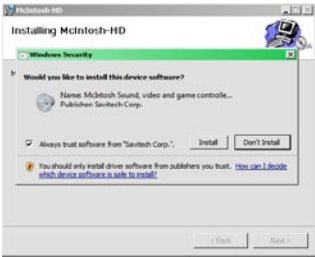 McIntosh-HD
Installing McIntosh-HD
Windows Security
Would you like to install this device software?
Name: McIntosh Sound, video and game controlle...
Publisher: Savitech Corp.
Always trust software from "Savitech Corp.".
Install
Don't Install
You should only install driver software from publishers you trust. How can I decide
which device software is safe to install?
< Back
Next >